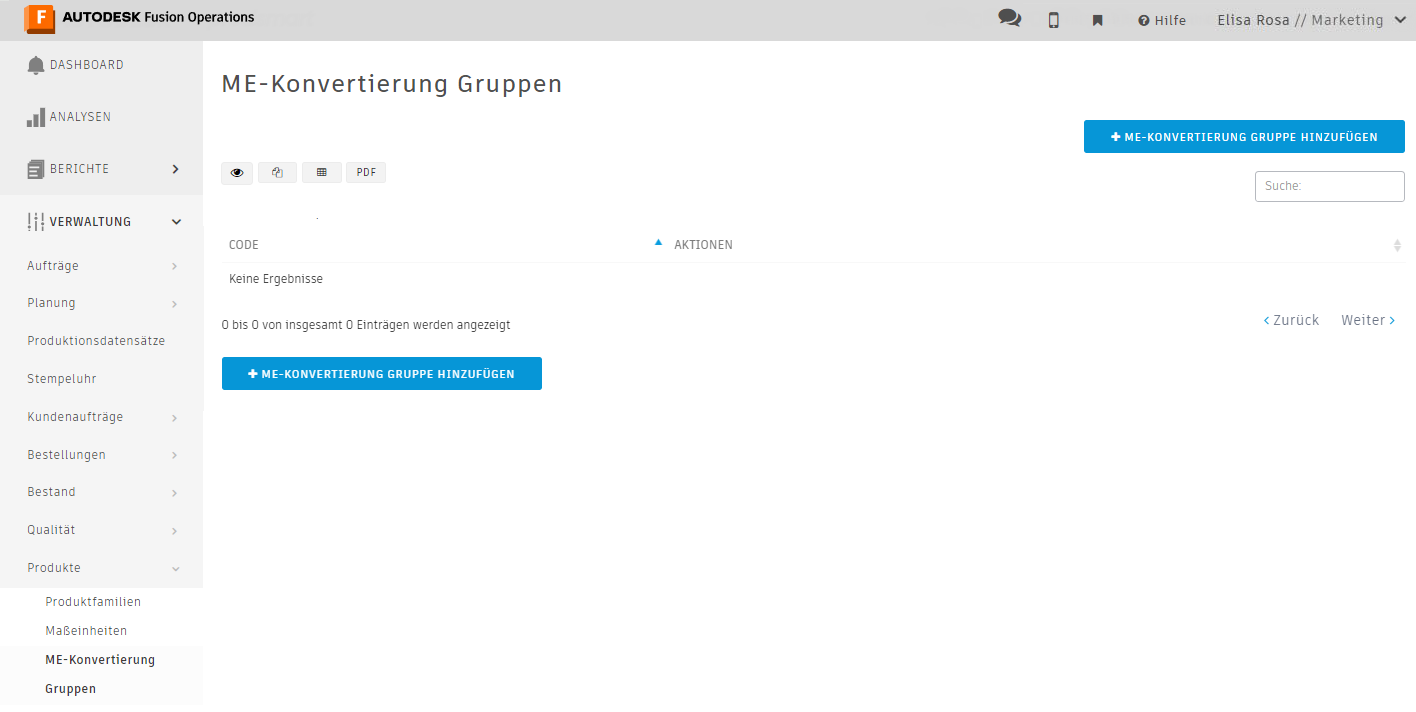 F AUTODESK Fusion Operations
Hilfe
Elisa Rosa // Marketing
DASHBOARD
ANALYSEN
BERICHTE
VERWALTUNG
Aufträge
Planung
Produktionsdatensätze
Stempeluhr
Kundenaufträge
Bestellungen
Bestand
Qualität
Produkte
Produktfamilien
Maßeinheiten
ME-Konvertierung
Gruppen
ME-Konvertierung Gruppen
+ ME-KONVERTIERUNG GRUPPE HINZUFÜGEN
PDF
Suche:
CODE AKTIONEN
Keine Ergebnisse
0 bis 0 von insgesamt 0 Einträgen werden angezeigt
‹ Zurück Weiter ›
+ ME-KONVERTIERUNG GRUPPE HINZUFÜGEN